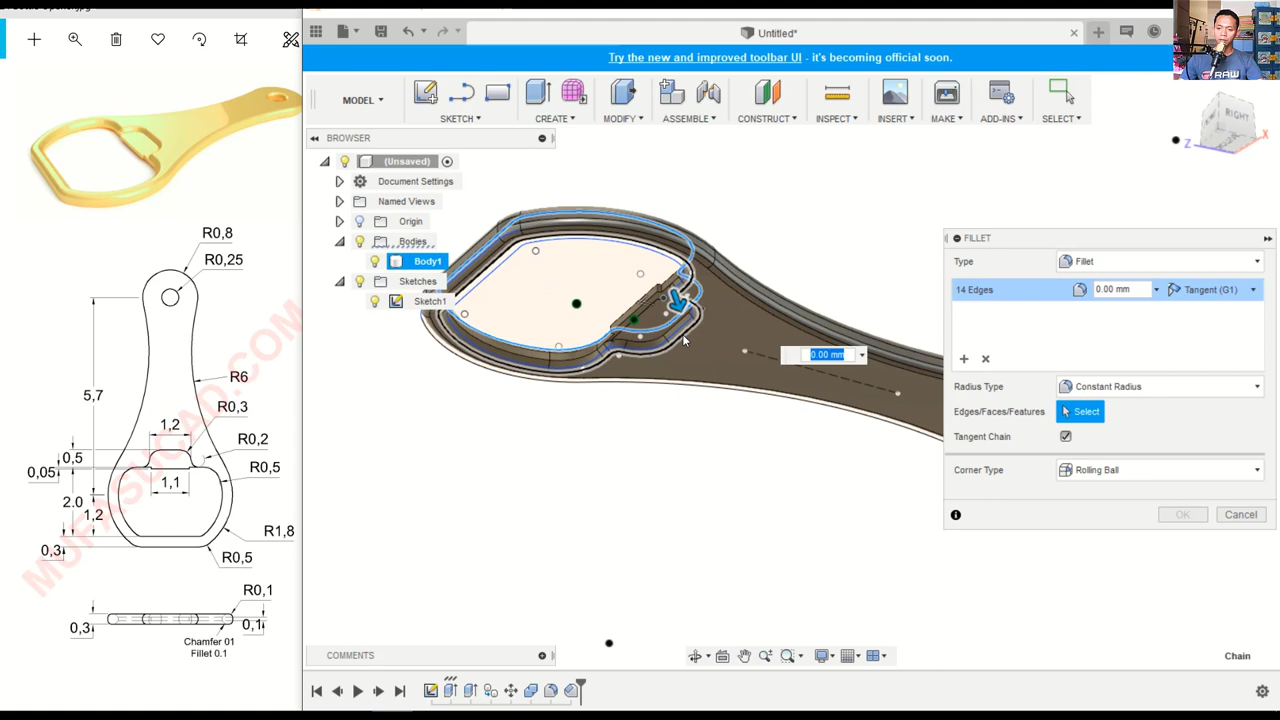 Untitled*
Try the new and improved toolbar UI - it's becoming official soon.
MODEL
SKETCH
CREATE
MODIFY
ASSEMBLE
CONSTRUCT
INSPECT
INSERT
MAKE
ADD-INS
SELECT
RAW
RIGHT
Z
X
BROWSER
(Unsaved)
Document Settings
Named Views
Origin
Bodies
Body1
Sketches
Sketch1
R0,8
R0,25
5,7
R6
1,2
R0,3
0,5
R0,2
0,05
R0,5
1,1
2.0
1,2
R1,8
0,3
R0,5
R0,1
0,3
0,1
Chamfer 01
Fillet 0.1
MUFASUCAD.COM
0.00 mm
FILLET
Type
Fillet
14 Edges
0.00 mm
Tangent (G1)
Radius Type
Constant Radius
Edges/Faces/Features
Select
Tangent Chain
Corner Type
Rolling Ball
OK
Cancel
COMMENTS
Chain